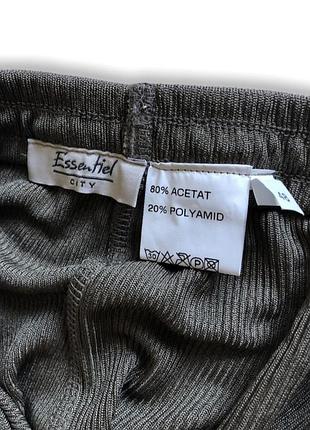 Essentiel
CITY
80% ACETAT
20% POLYAMID